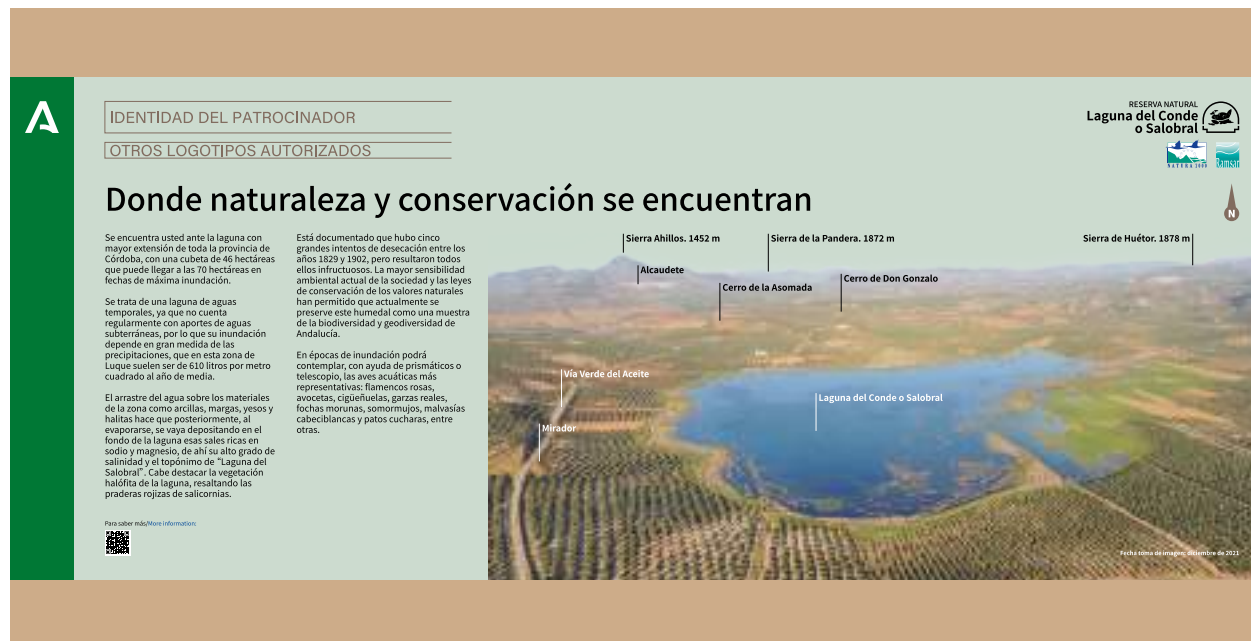 IDENTIDAD DEL PATROCINADOR
OTROS LOGOTIPOS AUTORIZADOS
RESERVA NATURAL
Laguna del Conde
o Salobral
NATURA 2000
Ramsar
Donde naturaleza y conservación se encuentran
N
Se encuentra usted ante la laguna con
mayor extensión de toda la provincia de
Córdoba, con una cubeta de 46 hectáreas
que puede llegar a las 70 hectáreas en
fechas de máxima inundación.
Se trata de una laguna de aguas
temporales, ya que no cuenta
regularmente con aportes de aguas
subterráneas, por lo que su inundación
depende en gran medida de las
precipitaciones, que en esta zona de
Luque suelen ser de 610 litros por metro
cuadrado al año de media.
El arrastre del agua sobre los materiales
de la zona como arcillas, margas, yesos y
halitas hace que posteriormente, al
evaporarse, se vaya depositando en el
fondo de la laguna esas sales ricas en
sodio y magnesio, de ahí su alto grado de
salinidad y el topónimo de “Laguna del
Salobral”. Cabe destacar la vegetación
halófita de la laguna, resaltando las
praderas rojizas de salicornias.
Está documentado que hubo cinco
grandes intentos de desecación entre los
años 1829 y 1902, pero resultaron todos
ellos infructuosos. La mayor sensibilidad
ambiental actual de la sociedad y las leyes
de conservación de los valores naturales
han permitido que actualmente se
preserve este humedal como una muestra
de la biodiversidad y geodiversidad de
Andalucía.
En épocas de inundación podrá
contemplar, con ayuda de prismáticos o
telescopio, las aves acuáticas más
representativas: flamencos rosas,
avocetas, cigüeñuelas, garzas reales,
fochas morunas, somormujos, malvasías
cabeciblancas y patos cucharas, entre
otras.
Para saber más/More information:
Sierra Ahillos. 1452 m
Sierra de la Pandera. 1872 m
Sierra de Huétor. 1878 m
Alcaudete
Cerro de la Asomada
Cerro de Don Gonzalo
Vía Verde del Aceite
Laguna del Conde o Salobral
Mirador
Fecha toma de imagen: diciembre de 2021